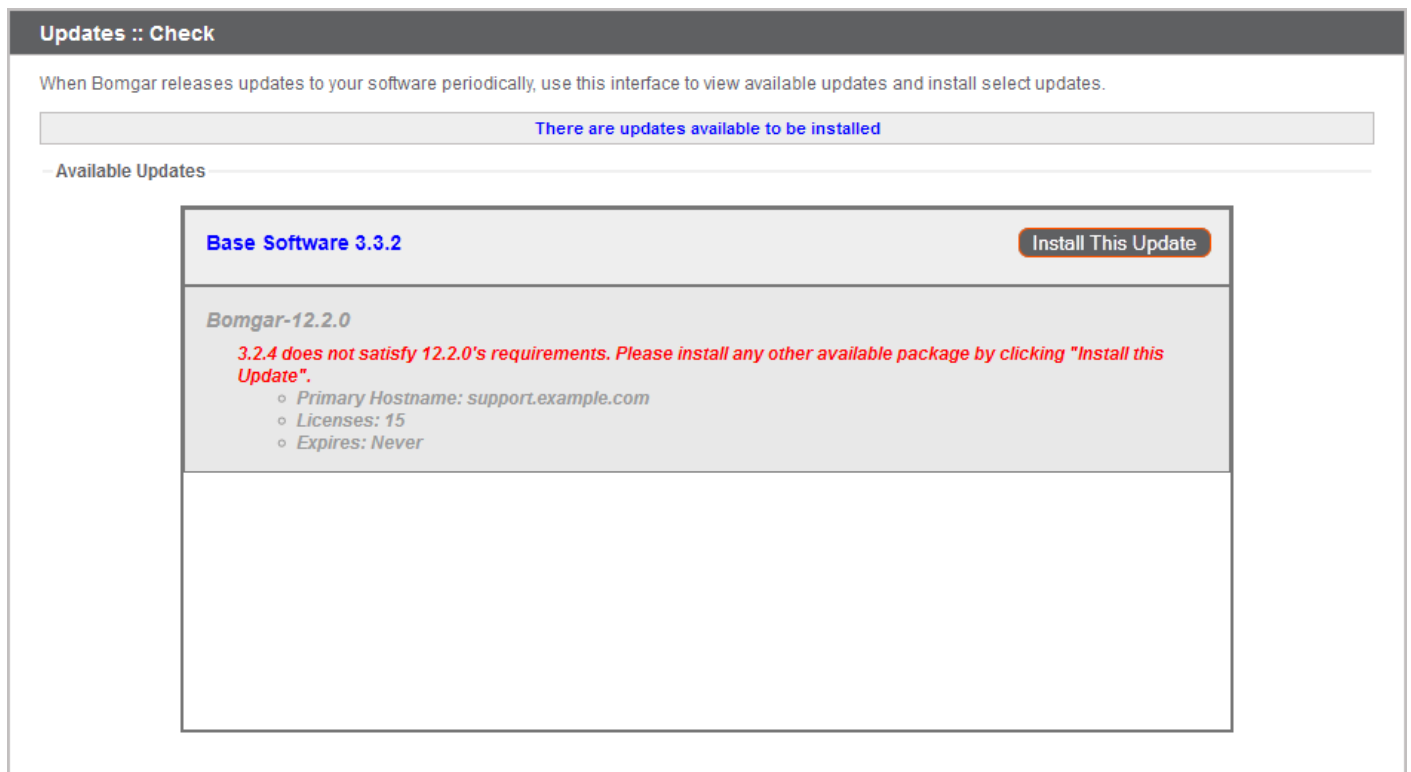 Updates :: Check
When Bomgar releases updates to your software periodically, use this interface to view available updates and install select updates.
There are updates available to be installed
Available Updates
Base Software 3.3.2
Install This Update
Bomgar-12.2.0
3.2.4 does not satisfy 12.2.0's requirements. Please install any other available package by clicking "Install this
Update".
Primary Hostname: support.example.com
Licenses: 15
Expires: Never